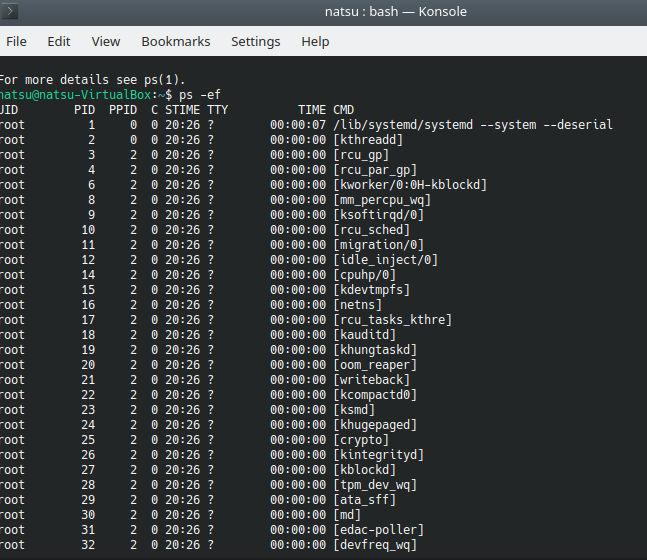 natsu : bash — Konsole
File Edit View Bookmarks Settings Help
For more details see ps(1).
natsu@natsu-VirtualBox:~$ ps -ef
UID PID PPID C STIME TTY TIME CMD
root 1 0 0 20:26 ? 00:00:07 /lib/systemd/systemd --system --deserial
root 2 0 0 20:26 ? 00:00:00 [kthreadd]
root 3 2 0 20:26 ? 00:00:00 [rcu_gp]
root 4 2 0 20:26 ? 00:00:00 [rcu_par_gp]
root 6 2 0 20:26 ? 00:00:00 [kworker/0:0H-kblockd]
root 8 2 0 20:26 ? 00:00:00 [mm_percpu_wq]
root 9 2 0 20:26 ? 00:00:00 [ksoftirqd/0]
root 10 2 0 20:26 ? 00:00:00 [rcu_sched]
root 11 2 0 20:26 ? 00:00:00 [migration/0]
root 12 2 0 20:26 ? 00:00:00 [idle_inject/0]
root 14 2 0 20:26 ? 00:00:00 [cpuhp/0]
root 15 2 0 20:26 ? 00:00:00 [kdevtmpfs]
root 16 2 0 20:26 ? 00:00:00 [netns]
root 17 2 0 20:26 ? 00:00:00 [rcu_tasks_kthre]
root 18 2 0 20:26 ? 00:00:00 [kauditd]
root 19 2 0 20:26 ? 00:00:00 [khungtaskd]
root 20 2 0 20:26 ? 00:00:00 [oom_reaper]
root 21 2 0 20:26 ? 00:00:00 [writeback]
root 22 2 0 20:26 ? 00:00:00 [kcompactd0]
root 23 2 0 20:26 ? 00:00:00 [ksmd]
root 24 2 0 20:26 ? 00:00:00 [khugepaged]
root 25 2 0 20:26 ? 00:00:00 [crypto]
root 26 2 0 20:26 ? 00:00:00 [kintegrityd]
root 27 2 0 20:26 ? 00:00:00 [kblockd]
root 28 2 0 20:26 ? 00:00:00 [tpm_dev_wq]
root 29 2 0 20:26 ? 00:00:00 [ata_sff]
root 30 2 0 20:26 ? 00:00:00 [md]
root 31 2 0 20:26 ? 00:00:00 [edac-poller]
root 32 2 0 20:26 ? 00:00:00 [devfreq_wq]